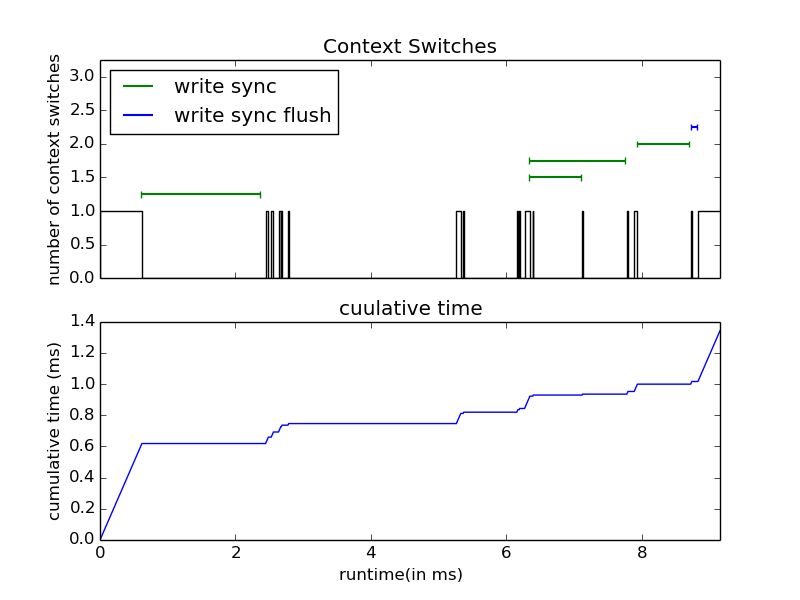 Context Switches
number of context switches
3.0
2.5
2.0
1.5
1.0
0.5
0.0
write sync
write sync flush
cuulative time
cumulative time (ms)
1.4
1.2
1.0
0.8
0.6
0.4
0.2
0.0
0 2 4 6 8
runtime(in ms)